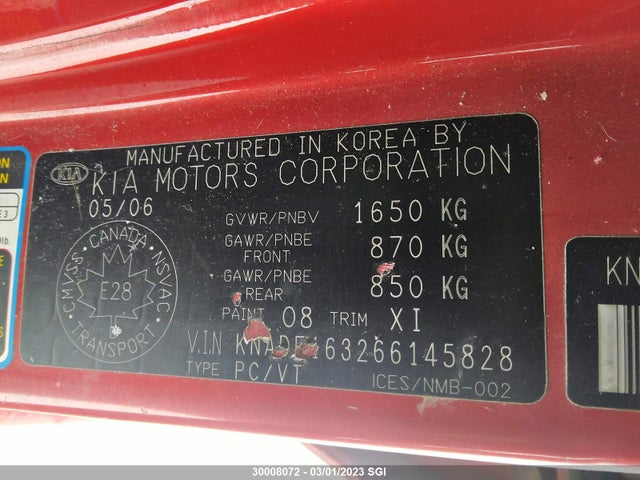 MANUFACTURED IN KOREA BY
KIA
KIA MOTORS CORPORATION
05/06
GVWR/PNBV 1650 KG
GAWR/PNBE FRONT 870 KG
GAWR/PNBE REAR 850 KG
PAINT 08 TRIM XI
TYPE PC/VT
V.IN
ICES/NMB-002
CANADA
CMVSS NSVAC
E28
TRANSPORT
KN
30008072 - 03/01/2023 SGI